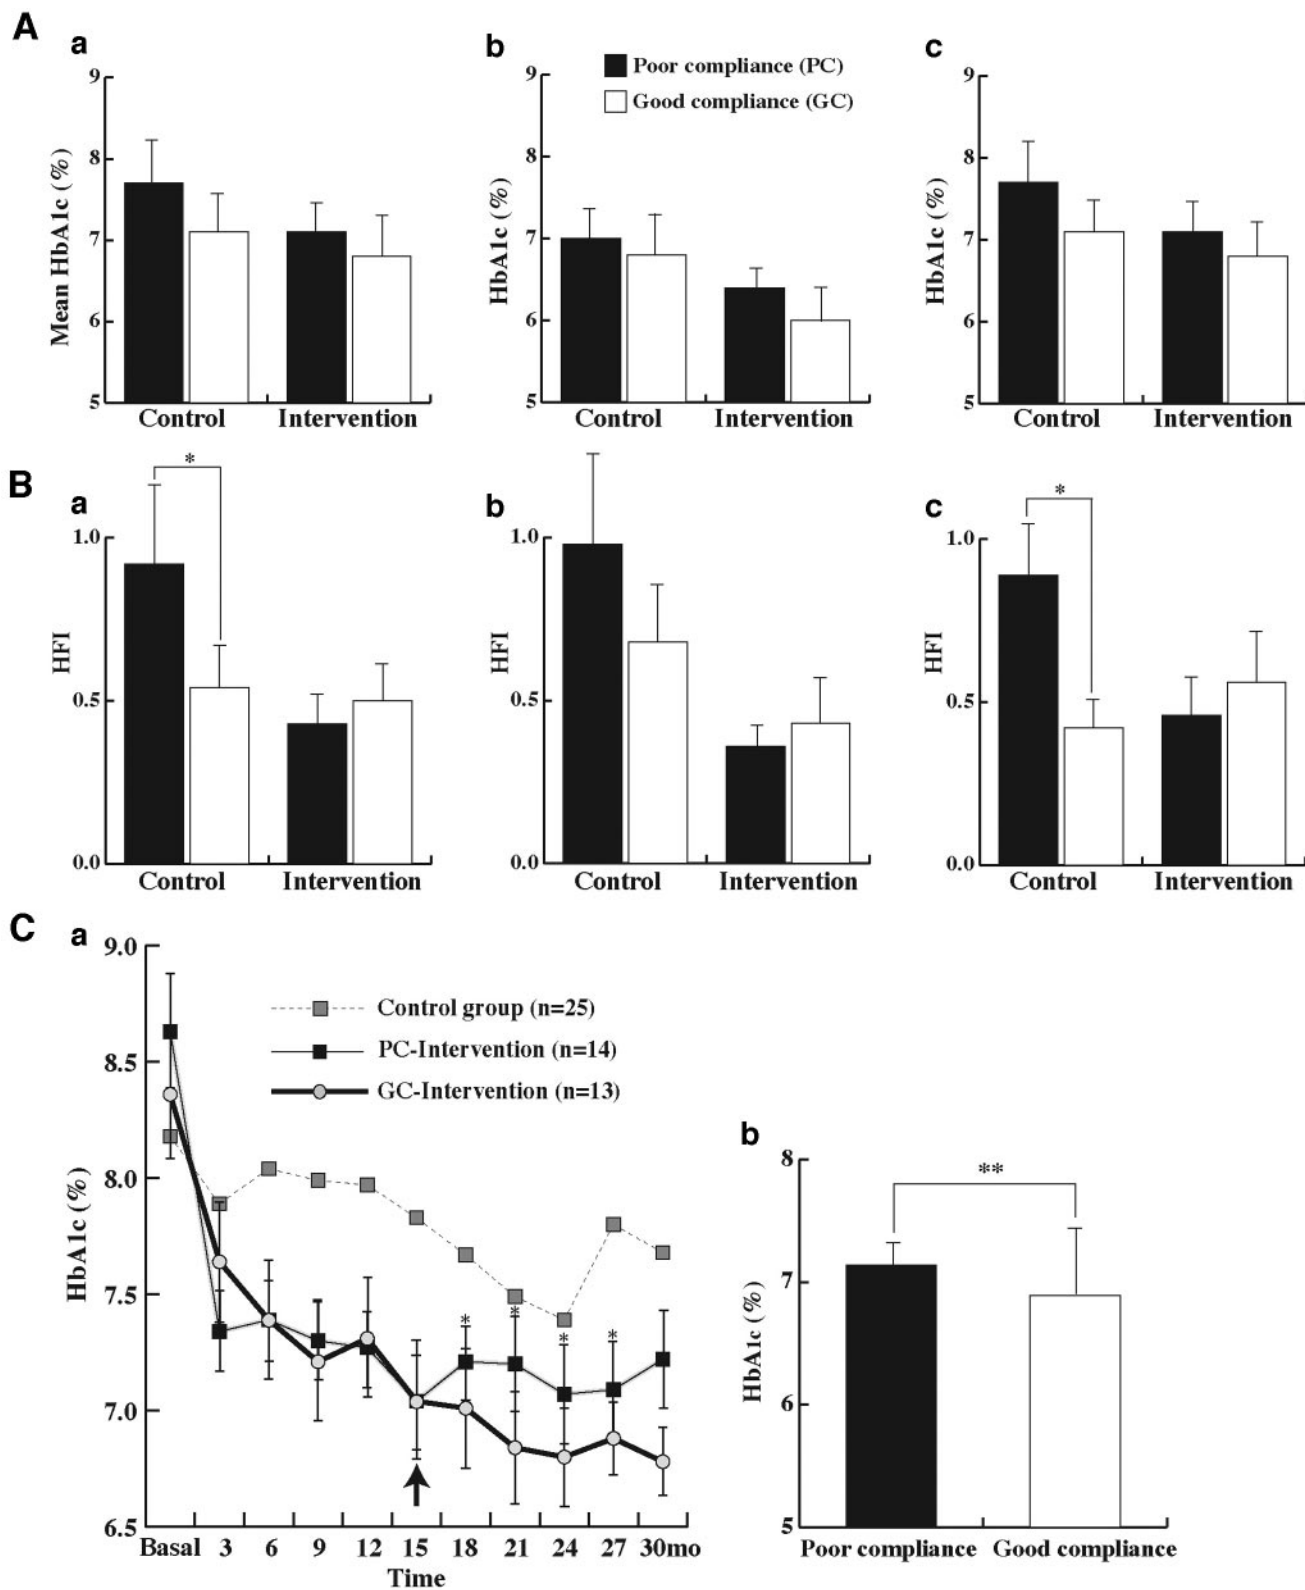 A
a
b
c
Poor compliance (PC)
Good compliance (GC)
9
8
7
6
5
Mean HbA1c (%)
Control
Intervention
9
8
7
6
5
HbA1c (%)
Control
Intervention
9
8
7
6
5
HbA1c (%)
Control
Intervention
B
a
*
1.0
0.5
0.0
HFI
Control
Intervention
b
1.0
0.5
0.0
HFI
Control
Intervention
c
*
1.0
0.5
0.0
HFI
Control
Intervention
C
a
9.0
8.5
8.0
7.5
7.0
6.5
HbA1c (%)
Control group (n=25)
PC-Intervention (n=14)
GC-Intervention (n=13)
* * * *
Basal 3 6 9 12 15 18 21 24 27 30mo
Time
b
**
8
7
6
5
HbA1c (%)
Poor compliance Good compliance